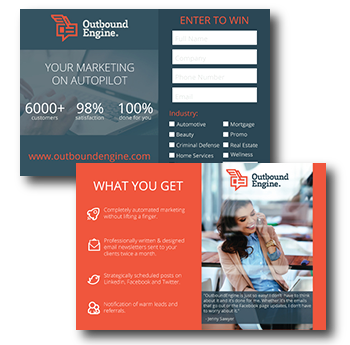 Outbound
Engine.
YOUR MARKETING
ON AUTOPILOT
6000+ 98% 100%
customers satisfaction done for you
www.outboundengine.com
ENTER TO WIN
Full Name
Company
Phone Number
Email
Industry:
Automotive Mortgage
Beauty Promo
Criminal Defense Real Estate
Home Services Wellness
WHAT YOU GET
Completely automated marketing
without lifting a finger.
Professionally written & designed
email newsletters sent to your
clients twice a month.
Strategically scheduled posts on
LinkedIn, Facebook and Twitter.
Notification of warm leads and
referrals.
Outbound
Engine.
"OutboundEngine is just so easy! I don't have to think
about it and it's done for me. Whether it's the emails
that go out or the Facebook page updates, I don't have
to worry about it."
- Jenny Sawyer